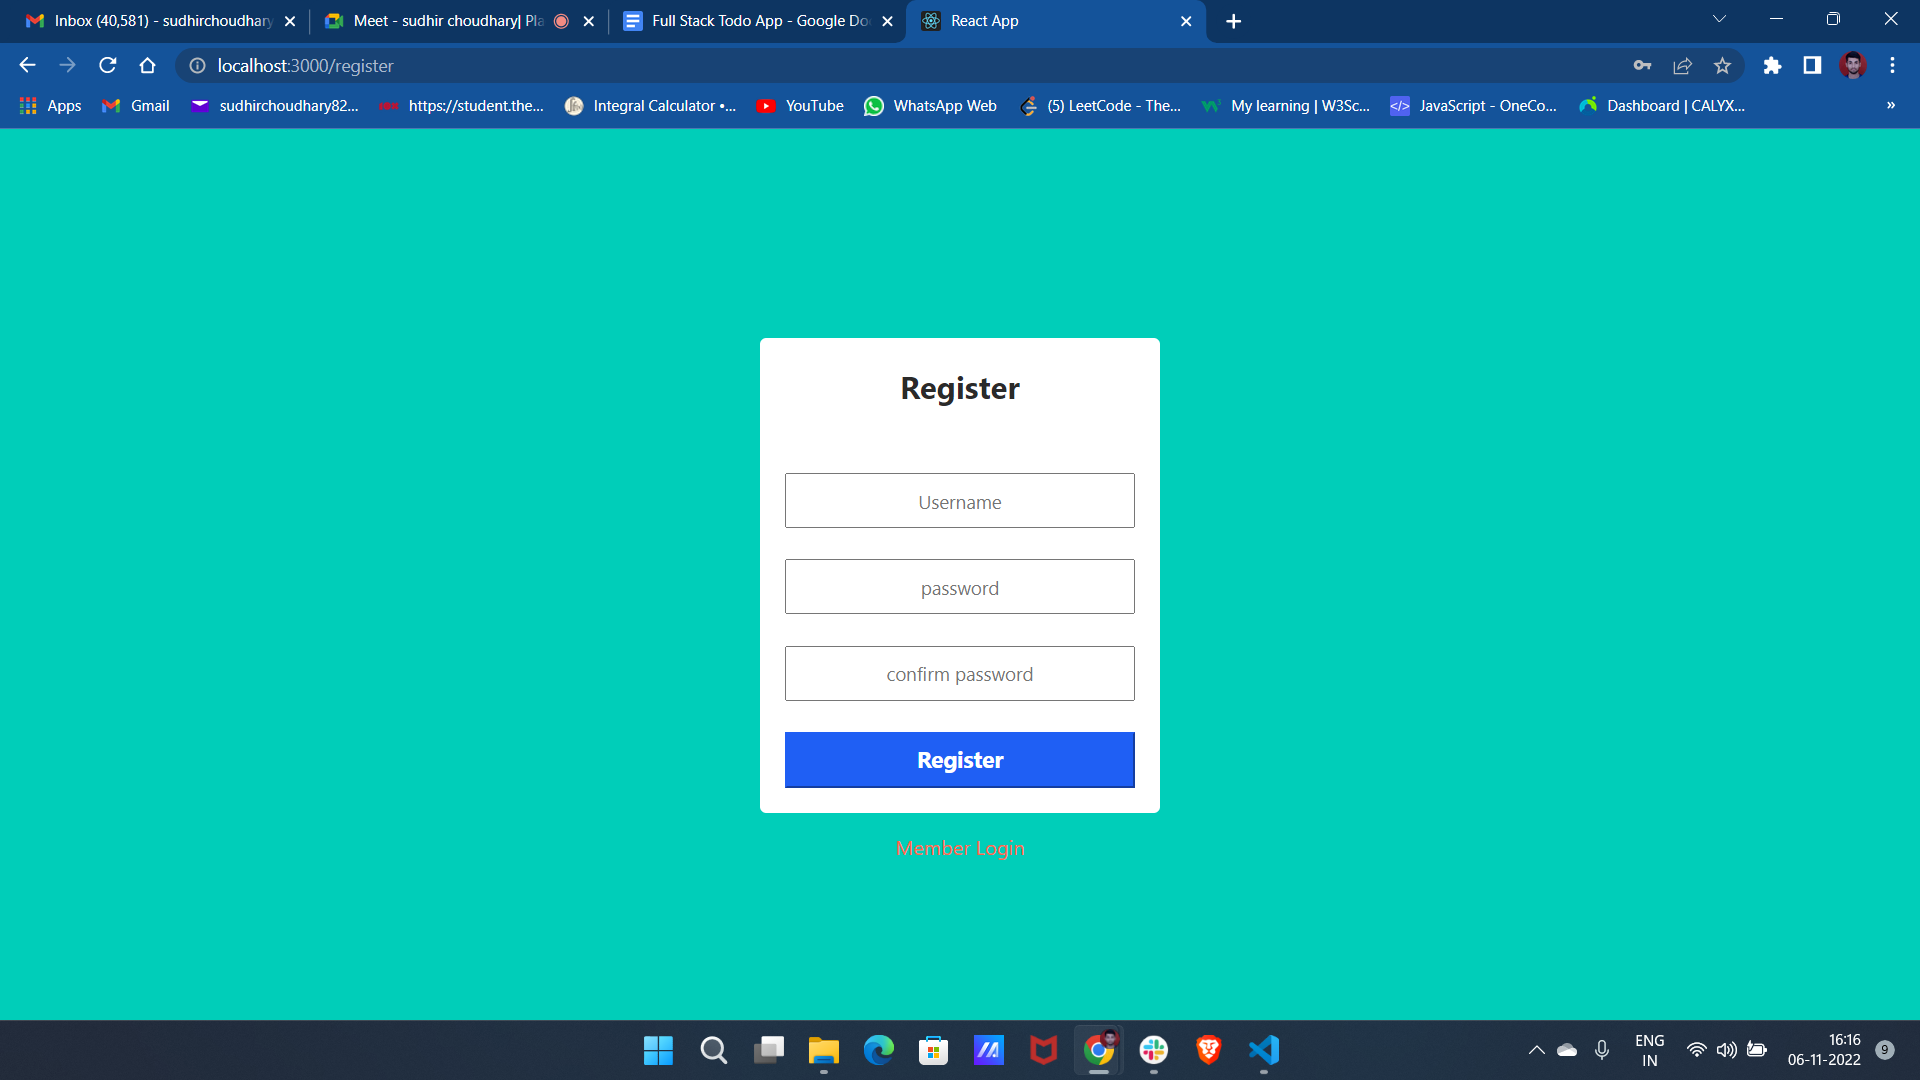 Inbox (40,581) - sudhirchoudhary
Meet - sudhir choudhary| Pla
Full Stack Todo App - Google Doc
React App
localhost:3000/register
Apps
Gmail
sudhirchoudhary82...
https://student.the...
Integral Calculator •...
YouTube
WhatsApp Web
(5) LeetCode - The...
My learning | W3Sc...
</> JavaScript - OneCo...
Dashboard | CALYX...
»
Register
Username
password
confirm password
Register
Member Login
ENG
IN
16:16
06-11-2022
9